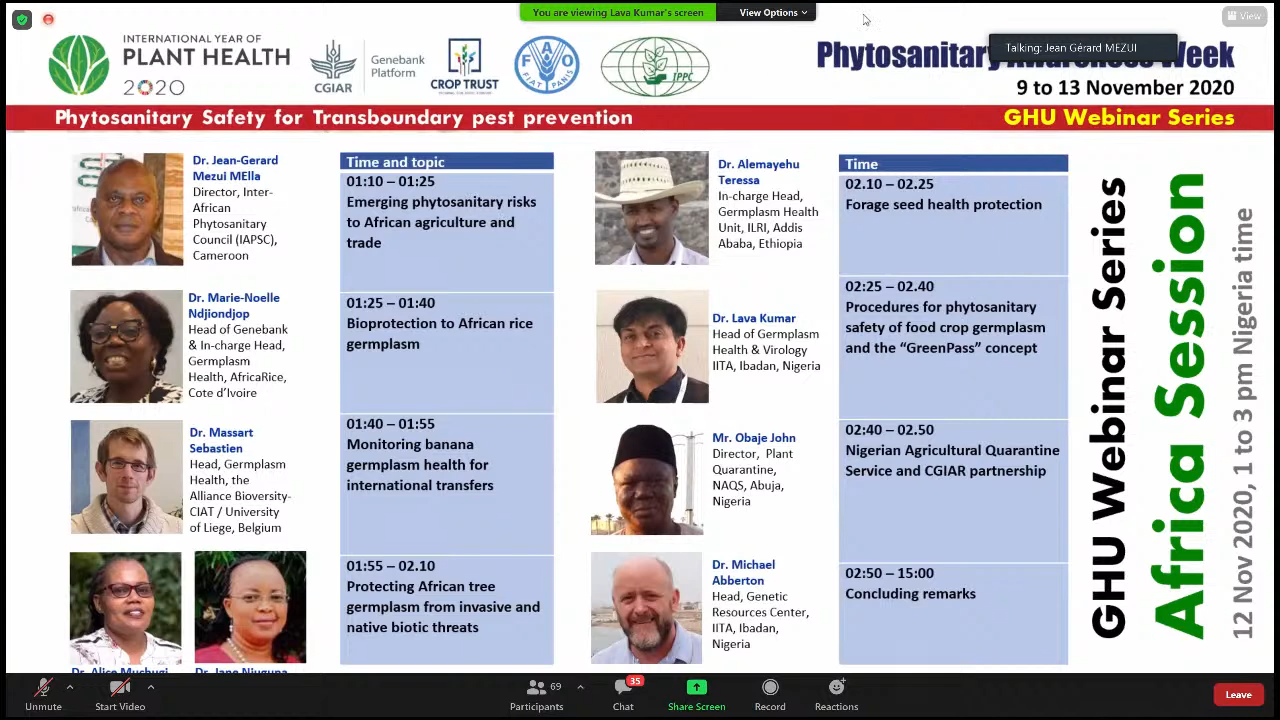 You are viewing Lava Kumar's screen
View Options
View
Talking: Jean Gérard MEZUI
INTERNATIONAL YEAR OF
PLANT HEALTH
2020
CGIAR
Genebank
Platform
CROP TRUST
FAO
FIAT PANIS
IPPC
Phytosanitary Awareness Week
9 to 13 November 2020
Phytosanitary Safety for Transboundary pest prevention
GHU Webinar Series
Dr. Jean-Gerard
Mezui MElla
Director, Inter-
African
Phytosanitary
Council (IAPSC),
Cameroon
Time and topic
01:10 – 01:25
Emerging phytosanitary risks
to African agriculture and
trade
Dr. Marie-Noelle
Ndjiondjop
Head of Genebank
& In-charge Head,
Germplasm
Health, AfricaRice,
Cote d'Ivoire
01:25 – 01:40
Bioprotection to African rice
germplasm
Dr. Massart
Sebastien
Head, Germplasm
Health, the
Alliance Bioversity-
CIAT / University
of Liege, Belgium
01:40 – 01:55
Monitoring banana
germplasm health for
international transfers
Dr. Alice Muchugi
Dr. Jane Njuguna
01:55 – 02.10
Protecting African tree
germplasm from invasive and
native biotic threats
Dr. Alemayehu
Teressa
In-charge Head,
Germplasm Health
Unit, ILRI, Addis
Ababa, Ethiopia
Time
02.10 – 02.25
Forage seed health protection
Dr. Lava Kumar
Head of Germplasm
Health & Virology
IITA, Ibadan, Nigeria
02:25 – 02.40
Procedures for phytosanitary
safety of food crop germplasm
and the “GreenPass” concept
Mr. Obaje John
Director, Plant
Quarantine,
NAQS, Abuja,
Nigeria
02:40 – 02.50
Nigerian Agricultural Quarantine
Service and CGIAR partnership
Dr. Michael
Abberton
Head, Genetic
Resources Center,
IITA, Ibadan,
Nigeria
02:50 – 15:00
Concluding remarks
GHU Webinar Series
Africa Session
12 Nov 2020, 1 to 3 pm Nigeria time
Unmute
Start Video
69
Participants
35
Chat
Share Screen
Record
Reactions
Leave